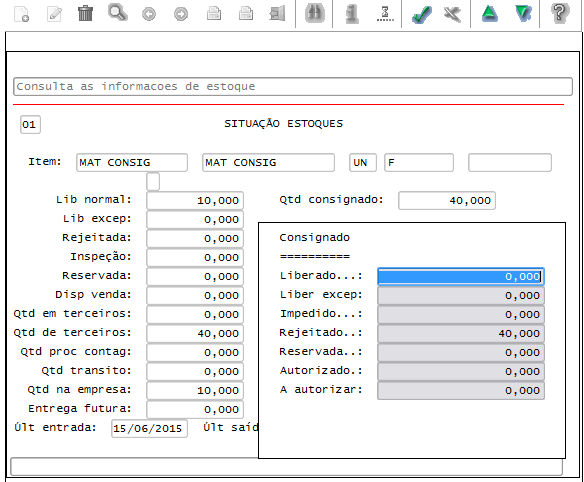 Consulta as informacoes de estoque
01 SITUAÇÃO ESTOQUES
Item: MAT CONSIG MAT CONSIG UN F
Lib normal: 10,000 Qtd consignado: 40,000
Lib excep: 0,000
Rejeitada: 0,000 Consignado
Inspeção: 0,000 ==========
Reservada: 0,000 Liberado...: 0,000
Disp venda: 0,000 Liber excep: 0,000
Qtd em terceiros: 0,000 Impedido...: 0,000
Qtd de terceiros: 40,000 Rejeitado..: 40,000
Qtd proc contag: 0,000 Reservada..: 0,000
Qtd transito: 0,000 Autorizado.: 0,000
Qtd na empresa: 10,000 A autorizar: 0,000
Entrega futura: 0,000
Últ entrada: 15/06/2015 Últ saíd